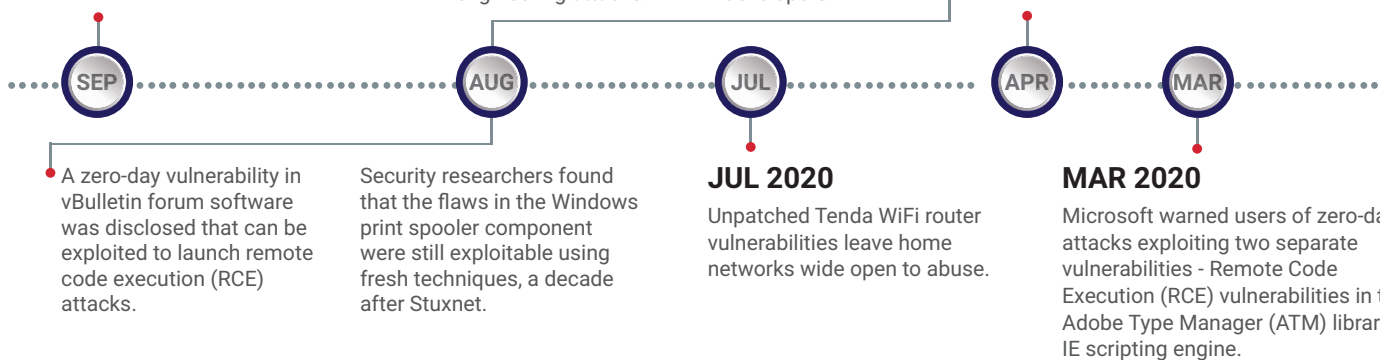 SEP
AUG
JUL
APR
MAR
A zero-day vulnerability in
vBulletin forum software
was disclosed that can be
exploited to launch remote
code execution (RCE)
attacks.
Security researchers found
that the flaws in the Windows
print spooler component
were still exploitable using
fresh techniques, a decade
after Stuxnet.
JUL 2020
Unpatched Tenda WiFi router
vulnerabilities leave home
networks wide open to abuse.
MAR 2020
Microsoft warned users of
attacks exploiting two separate
vulnerabilities - Remote Code
Execution (RCE) vulnerabilities in
Adobe Type Manager (ATM)
IE scripting engine.